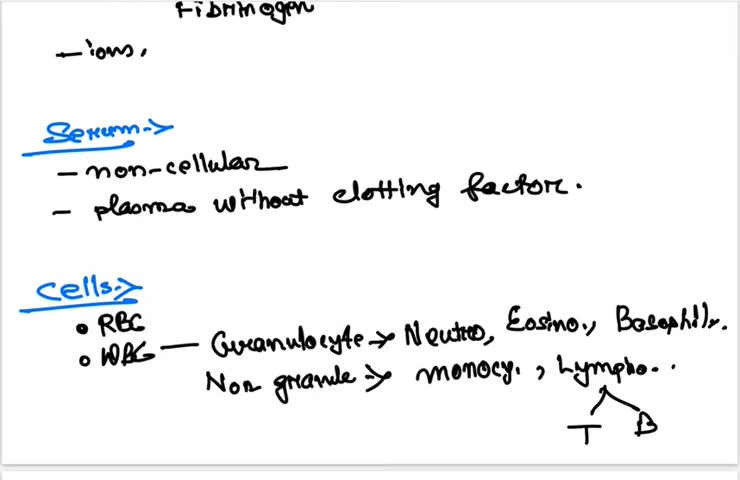 Fibrinogen
- ions.
Serum->
- non-cellular
- plasma without clotting factor.
Cells->
• RBC
• WBC — Granulocyte -> Neutro, Eosino., Basophils.
Non granule -> monocy. , Lympho..
T B